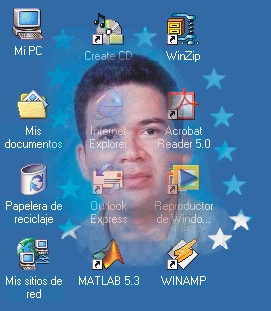 Mi PC
Create CD
WinZip
Mis
documentos
Internet
Explorer
Acrobat
Reader 5.0
Papelera de
reciclaje
Outlook
Express
Reproductor
de Windo...
Mis sitios de
red
MATLAB 5.3
WINAMP